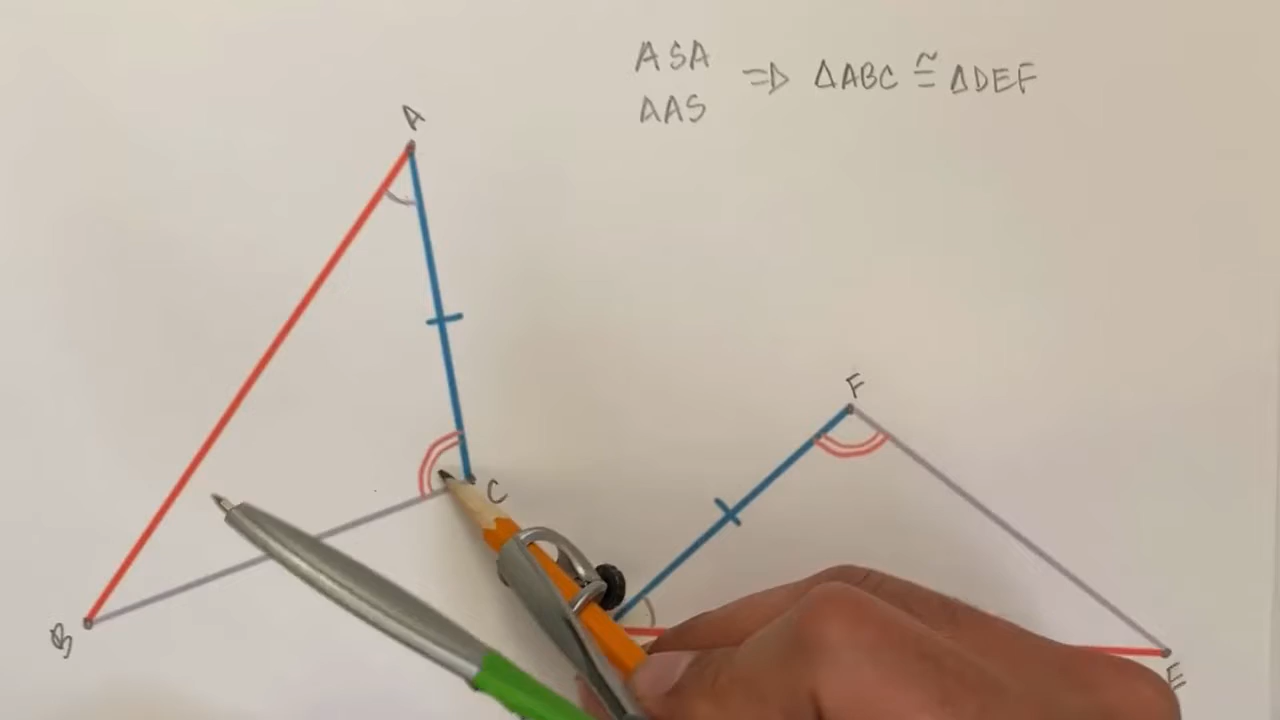 ASA
⇒ ΔABC ≅ ΔDEF
AAS
A
F
C
B
E